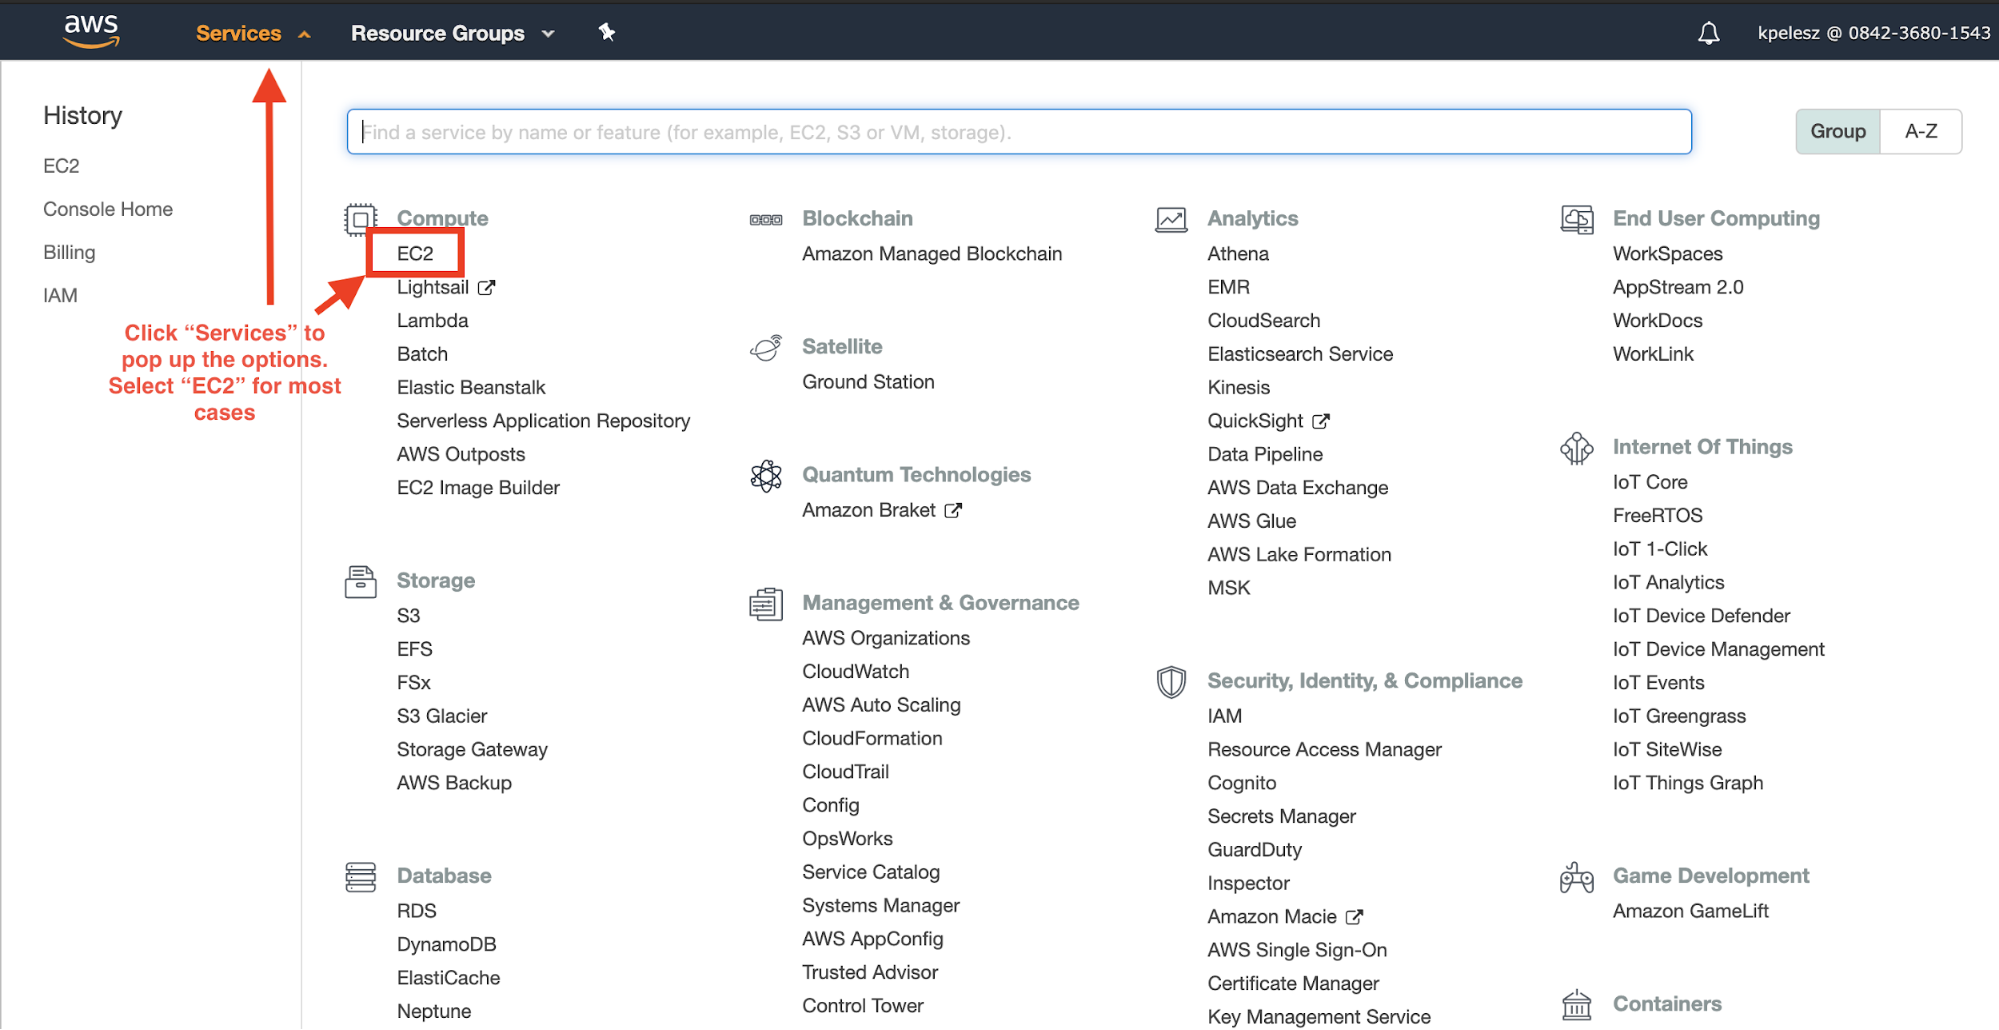 aws
Services
Resource Groups
kpelesz @ 0842-3680-1543
History
EC2
Console Home
Billing
IAM
Click “Services” to
pop up the options.
Select “EC2” for most
cases
Find a service by name or feature (for example, EC2, S3 or VM, storage).
Group
A-Z
Compute
EC2
Lightsail
Lambda
Batch
Elastic Beanstalk
Serverless Application Repository
AWS Outposts
EC2 Image Builder
Storage
S3
EFS
FSx
S3 Glacier
Storage Gateway
AWS Backup
Database
RDS
DynamoDB
ElastiCache
Neptune
Blockchain
Amazon Managed Blockchain
Satellite
Ground Station
Quantum Technologies
Amazon Braket
Management & Governance
AWS Organizations
CloudWatch
AWS Auto Scaling
CloudFormation
CloudTrail
Config
OpsWorks
Service Catalog
Systems Manager
AWS AppConfig
Trusted Advisor
Control Tower
Analytics
Athena
EMR
CloudSearch
Elasticsearch Service
Kinesis
QuickSight
Data Pipeline
AWS Data Exchange
AWS Glue
AWS Lake Formation
MSK
Security, Identity, & Compliance
IAM
Resource Access Manager
Cognito
Secrets Manager
GuardDuty
Inspector
Amazon Macie
AWS Single Sign-On
Certificate Manager
Key Management Service
End User Computing
WorkSpaces
AppStream 2.0
WorkDocs
WorkLink
Internet Of Things
IoT Core
FreeRTOS
IoT 1-Click
IoT Analytics
IoT Device Defender
IoT Device Management
IoT Events
IoT Greengrass
IoT SiteWise
IoT Things Graph
Game Development
Amazon GameLift
Containers